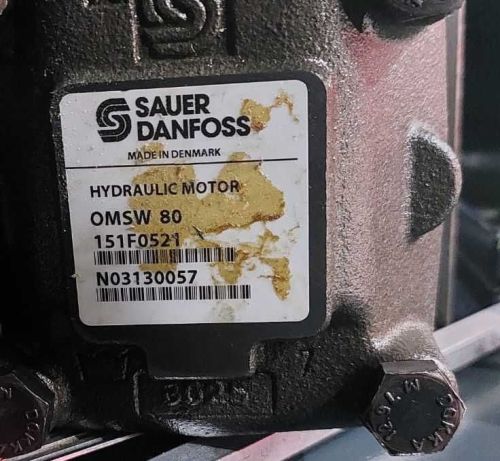 SAUER
DANFOSS
MADE IN DENMARK
HYDRAULIC MOTOR
OMSW 80
151F0521
N03130057